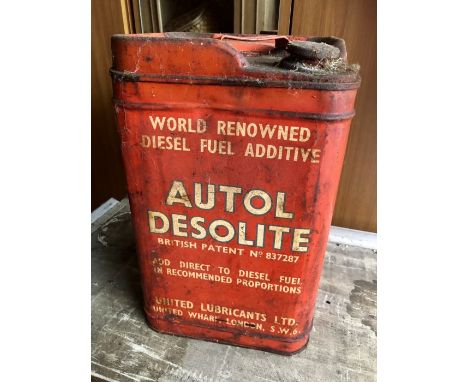 WORLD RENOWNED
DIESEL FUEL ADDITIVE
AUTOL
DESOLITE
BRITISH PATENT Nº 837287
ADD DIRECT TO DIESEL FUEL
IN RECOMMENDED PROPORTIONS
UNITED LUBRICANTS LTD.
UNITED WHARF, LONDON, S.W.6.